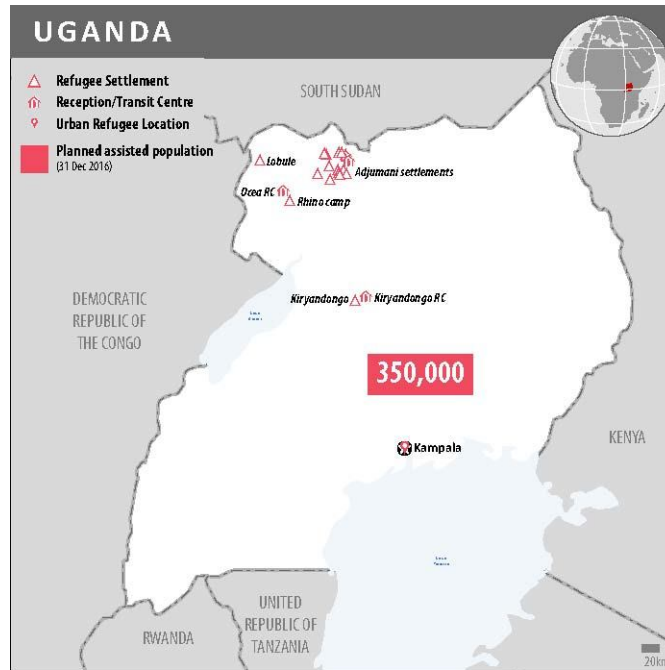 UGANDA
Refugee Settlement
Reception/Transit Centre
Urban Refugee Location
Planned assisted population
(31 Dec 2016)
SOUTH SUDAN
Lobule
Adjumani settlements
Ocea RC
Rhino camp
DEMOCRATIC
REPUBLIC OF
THE CONGO
Kiryandongo
Kiryandongo RC
350,000
KENYA
Kampala
UNITED
REPUBLIC OF
TANZANIA
RWANDA